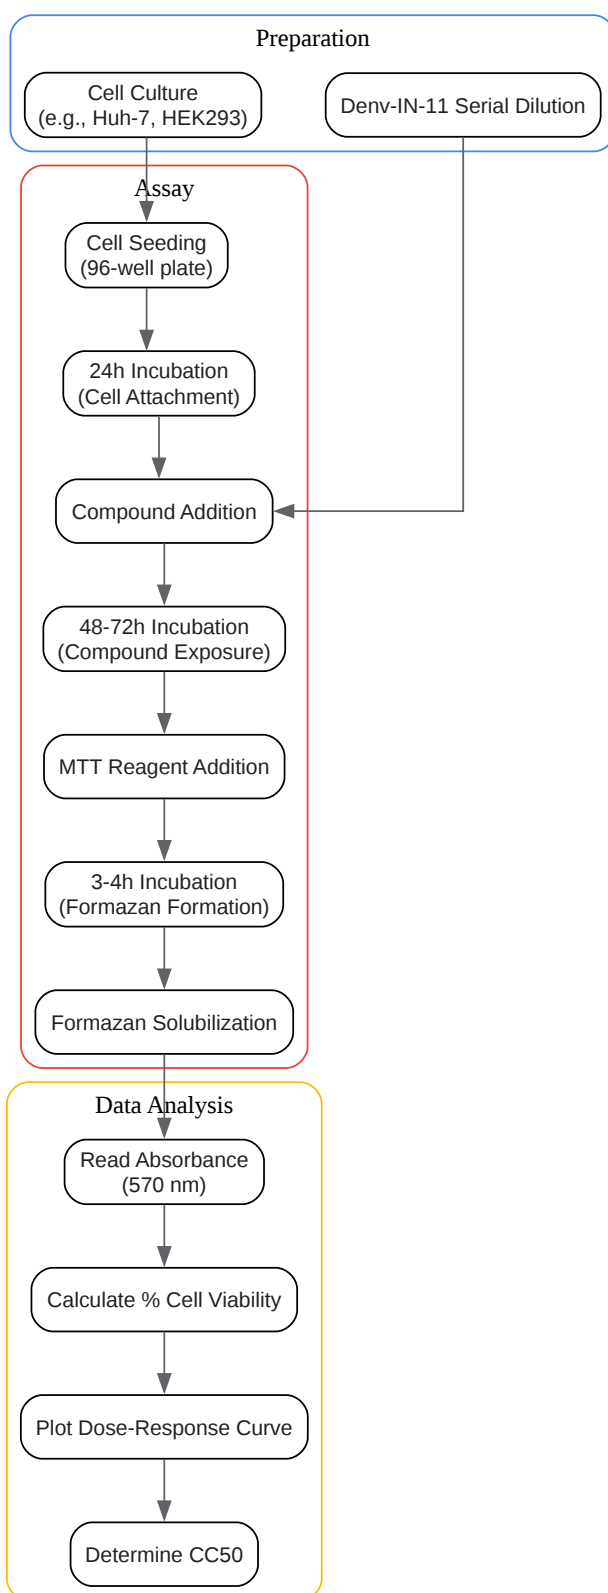 Preparation
Cell Culture
(e.g., Huh-7, HEK293)
Denv-IN-11 Serial Dilution
Assay
Cell Seeding
(96-well plate)
24h Incubation
(Cell Attachment)
Compound Addition
48-72h Incubation
(Compound Exposure)
MTT Reagent Addition
3-4h Incubation
(Formazan Formation)
Formazan Solubilization
Data Analysis
Read Absorbance
(570 nm)
Calculate % Cell Viability
Plot Dose-Response Curve
Determine CC50